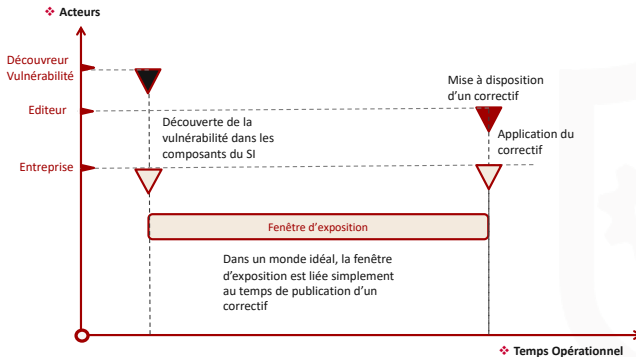 ❖ Acteurs
Découvreur
Vulnérabilité
Mise à disposition
d'un correctif
Editeur
Découverte de la
vulnérabilité dans les
composants du SI
Application du
correctif
Entreprise
Fenêtre d'exposition
Dans un monde idéal, la fenêtre
d'exposition est liée simplement
au temps de publication d'un
correctif
❖ Temps Opérationnel